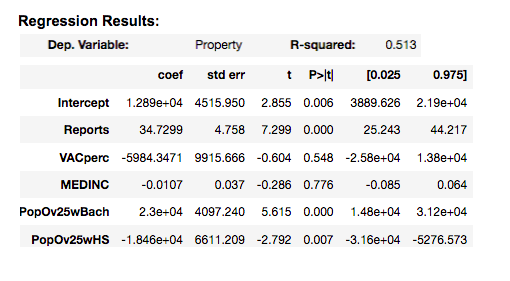 Regression Results:
Dep. Variable: Property R-squared: 0.513
coef std err t P>|t| [0.025 0.975]
Intercept 1.289e+04 4515.950 2.855 0.006 3889.626 2.19e+04
Reports 34.7299 4.758 7.299 0.000 25.243 44.217
VACperc -5984.3471 9915.666 -0.604 0.548 -2.58e+04 1.38e+04
MEDINC -0.0107 0.037 -0.286 0.776 -0.085 0.064
PopOv25wBach 2.3e+04 4097.240 5.615 0.000 1.48e+04 3.12e+04
PopOv25wHS -1.846e+04 6611.209 -2.792 0.007 -3.16e+04 -5276.573